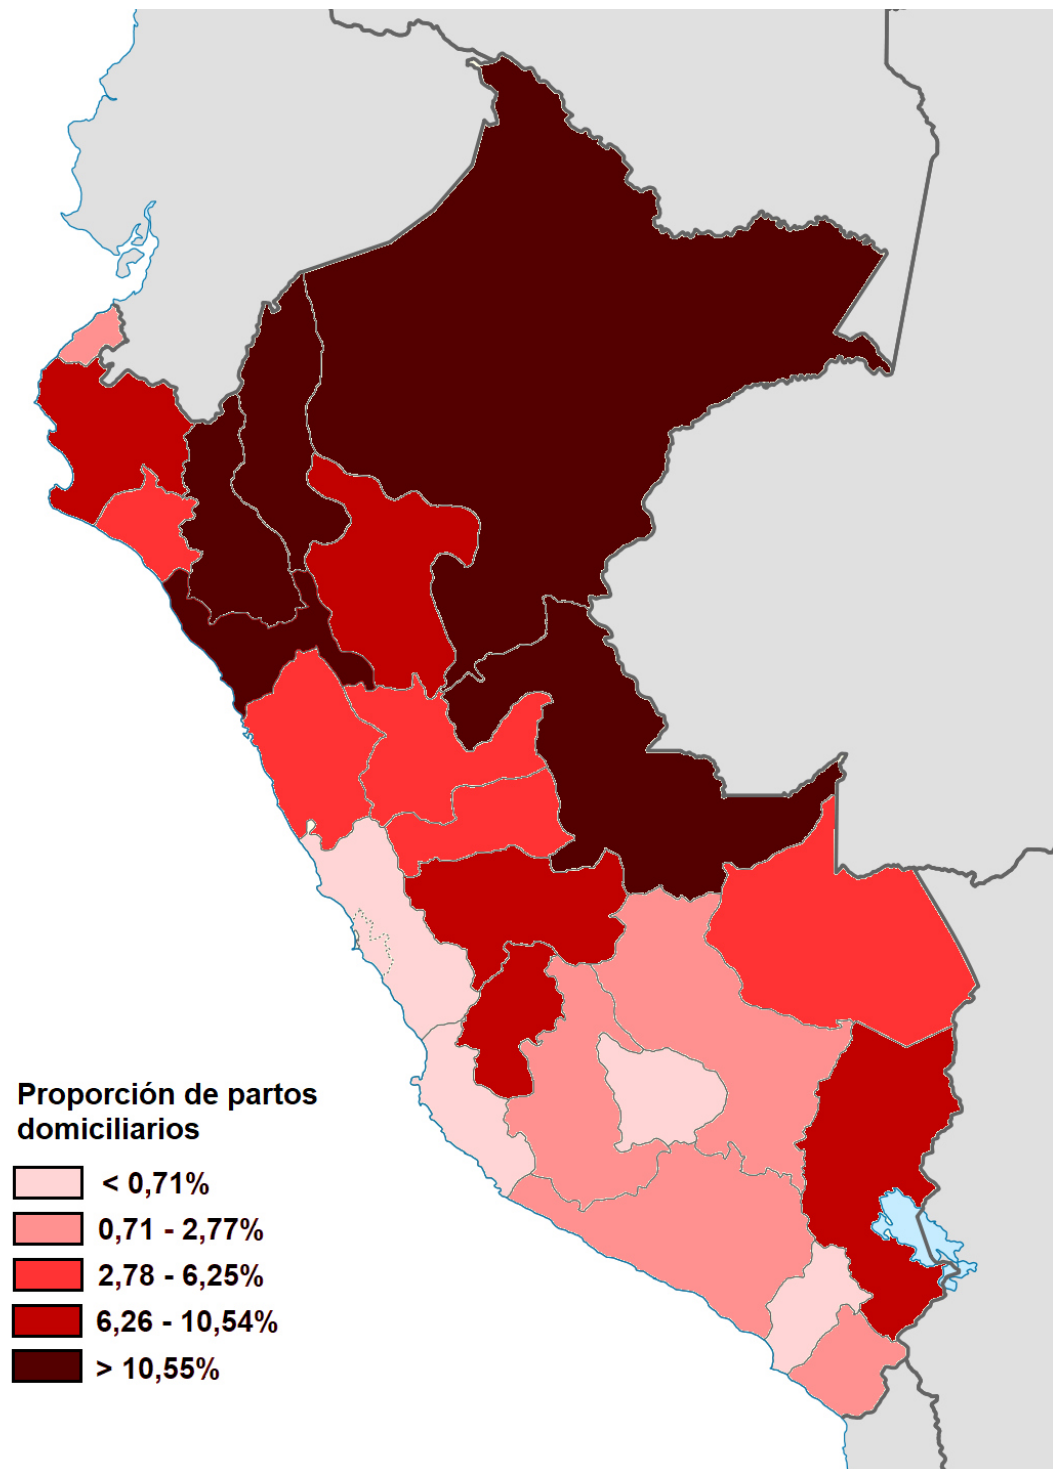 Proporción de partos
domiciliarios
< 0,71%
0,71 - 2,77%
2,78 - 6,25%
6,26 - 10,54%
> 10,55%